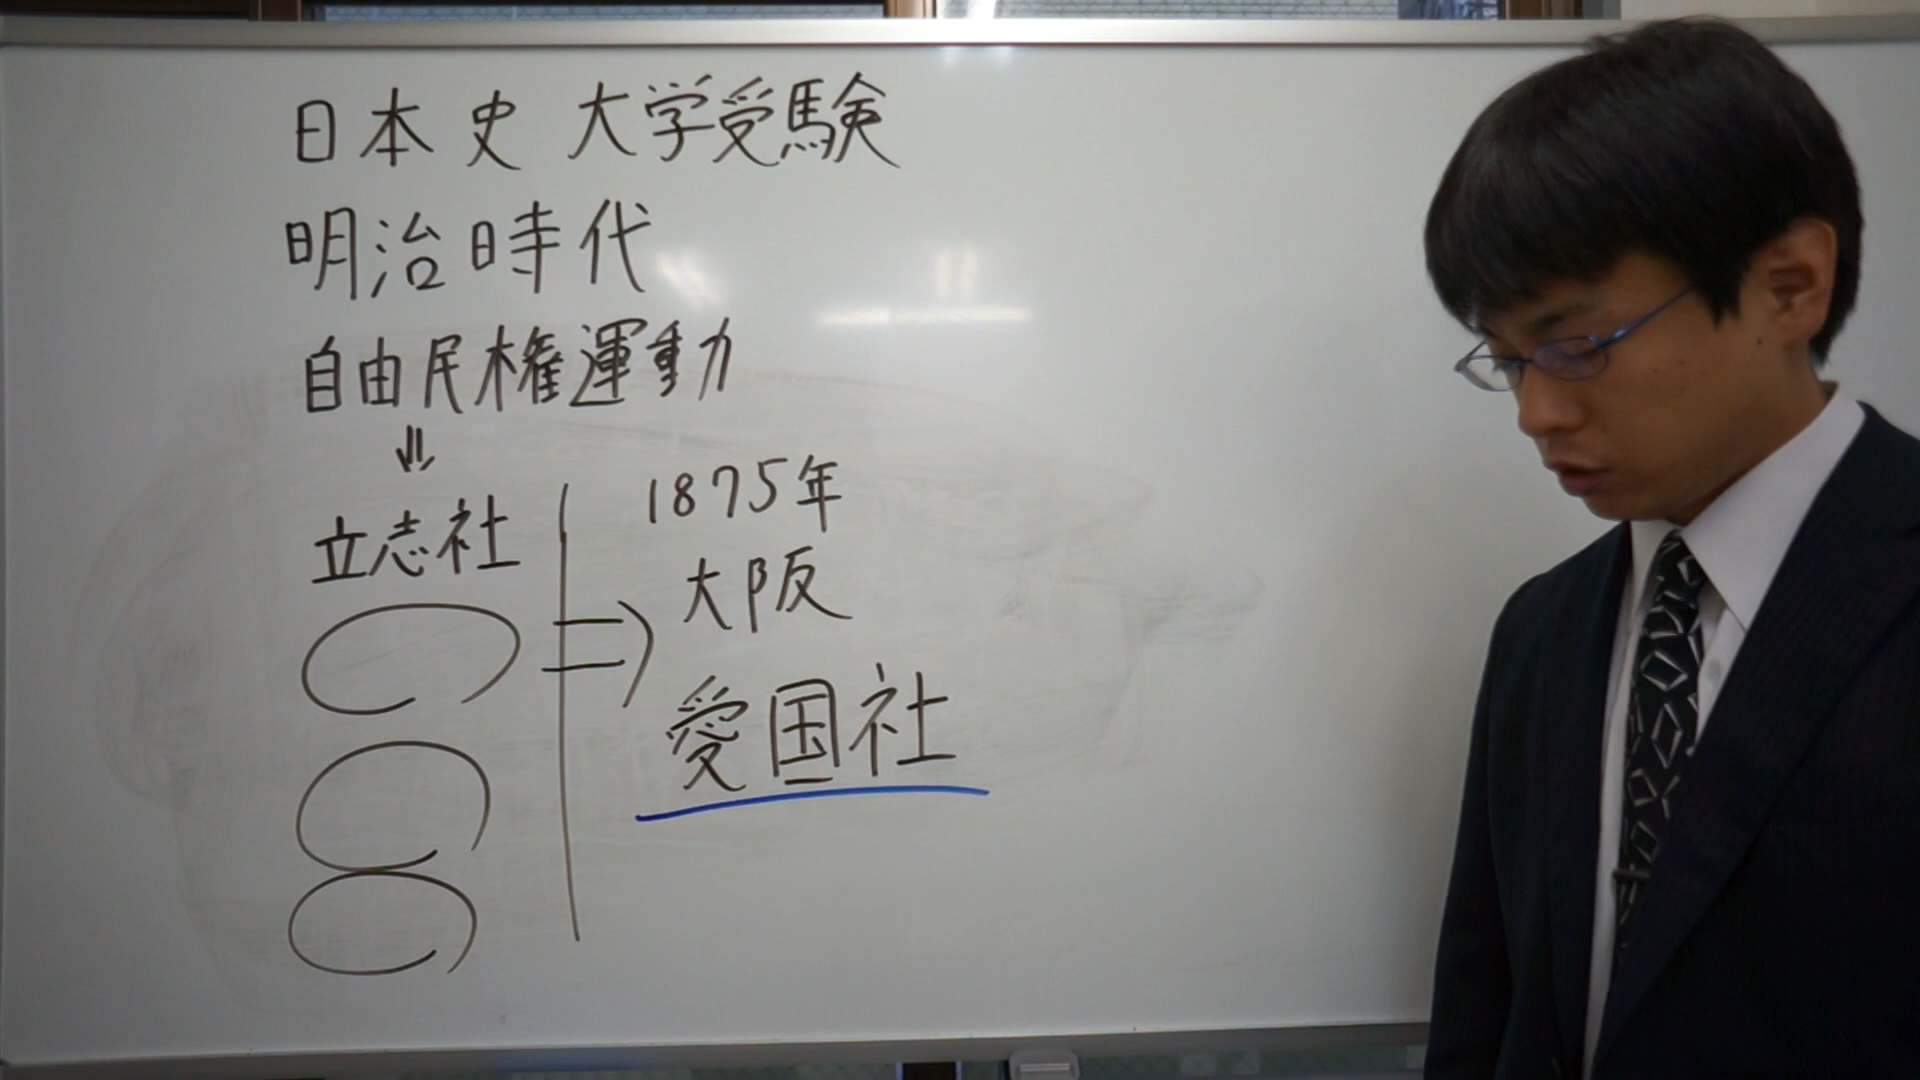 日本史 大学受験
明治時代
自由民権運動
立志社
1875年
大阪
愛国社